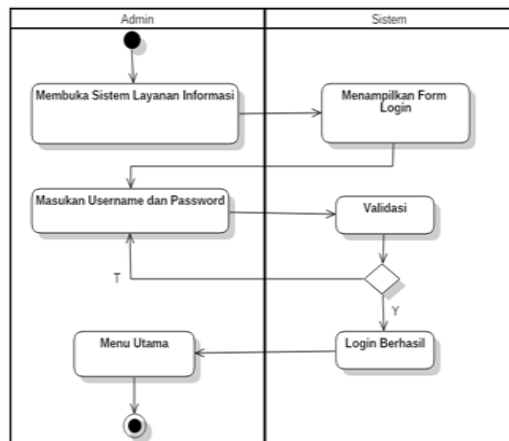 Admin
Sistem
Membuka Sistem Layanan Informasi
Menampilkan Form
Login
Masukan Username dan Password
Validasi
T
Y
Menu Utama
Login Berhasil